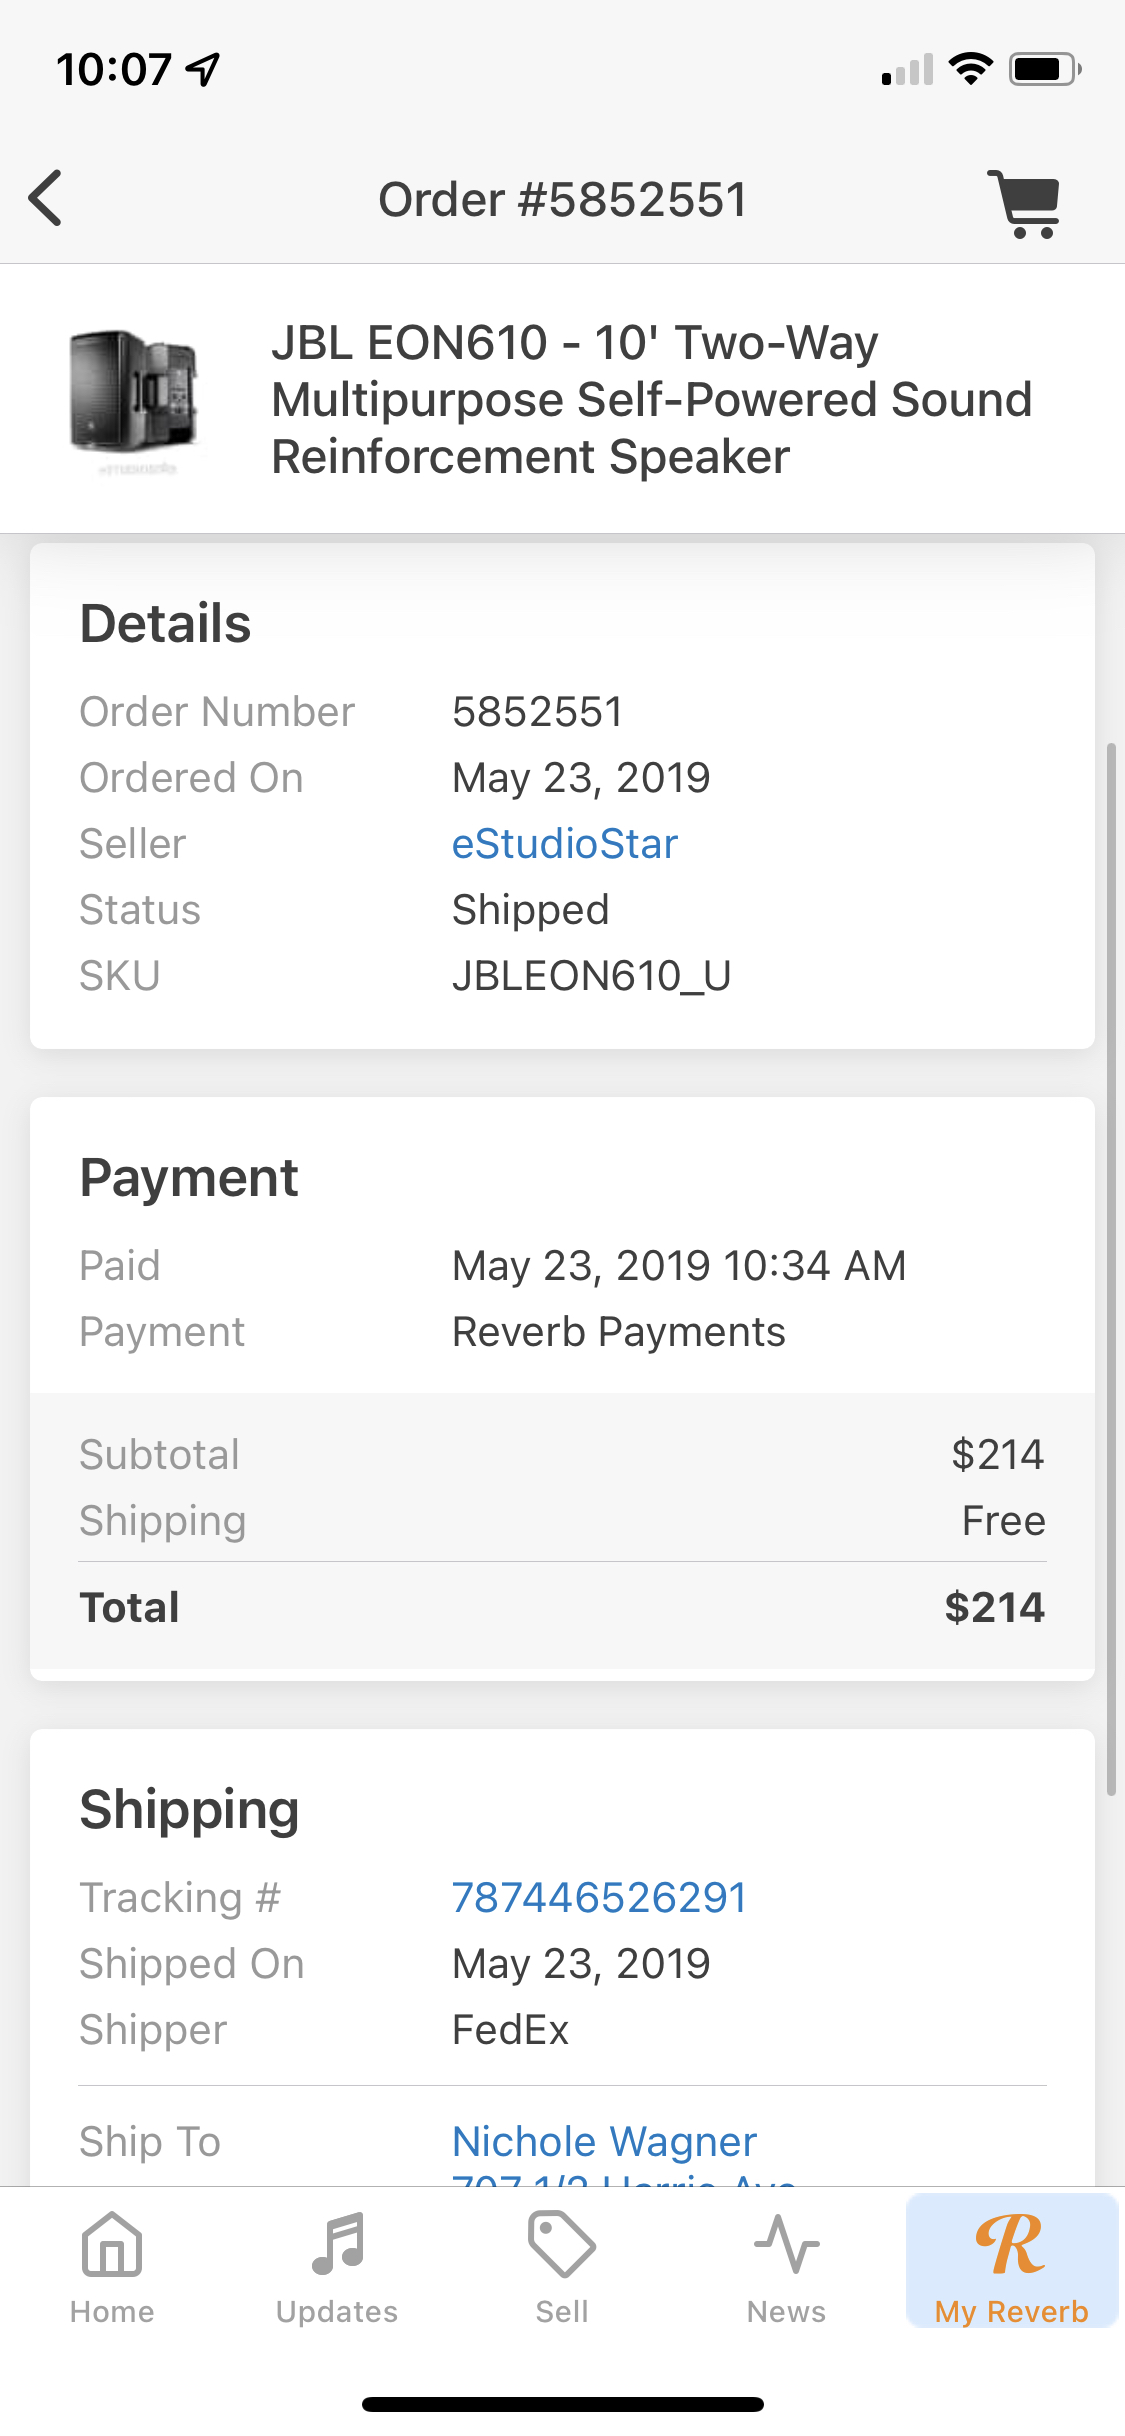 10:07
Order #5852551
JBL EON610 - 10' Two-Way
Multipurpose Self-Powered Sound
Reinforcement Speaker
Details
Order Number 5852551
Ordered On May 23, 2019
Seller eStudioStar
Status Shipped
SKU JBLEON610_U
Payment
Paid May 23, 2019 10:34 AM
Payment Reverb Payments
Subtotal $214
Shipping Free
Total $214
Shipping
Tracking # 787446526291
Shipped On May 23, 2019
Shipper FedEx
Ship To Nichole Wagner
Home Updates Sell News My Reverb